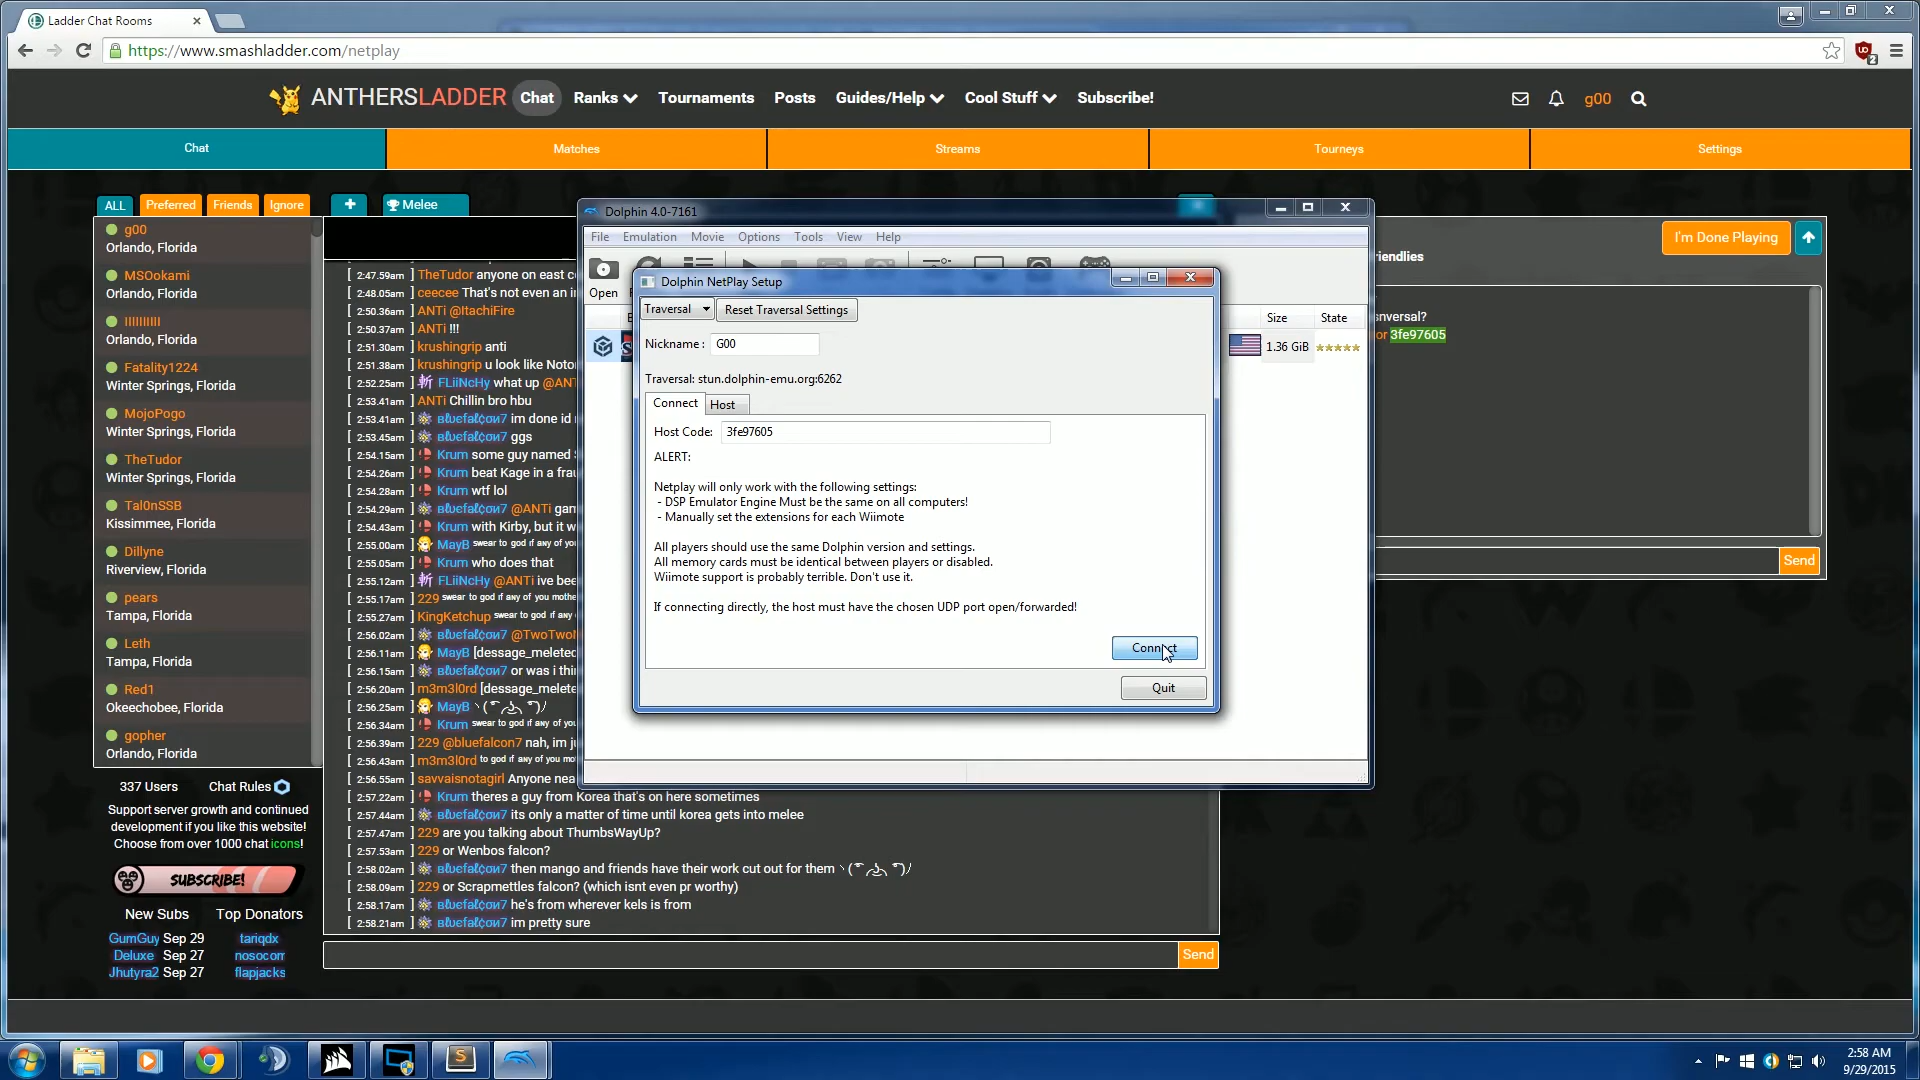 Ladder Chat Rooms
https://www.smashladder.com/netplay
ANTHERSLADDER Chat Ranks Tournaments Posts Guides/Help Cool Stuff Subscribe! g00
Chat Matches Streams Tourneys Settings
ALL Preferred Friends Ignore + Melee
g00
Orlando, Florida
MSOokami
Orlando, Florida
IIIIIIIIII
Orlando, Florida
Fatality1224
Winter Springs, Florida
MojoPogo
Winter Springs, Florida
TheTudor
Winter Springs, Florida
Tal0nSSB
Kissimmee, Florida
Dillyne
Riverview, Florida
pears
Tampa, Florida
Leth
Tampa, Florida
Red1
Okeechobee, Florida
gopher
Orlando, Florida
337 Users Chat Rules
Support server growth and continued
development if you like this website!
Choose from over 1000 chat icons!
SUBSCRIBE!
New Subs Top Donators
GumGuy Sep 29 tariqdx
Deluxe Sep 27 nosocom
Jhutyra2 Sep 27 flapjacks
[ 2:47.59am ] TheTudor anyone on east c
[ 2:48.05am ] ceecee That's not even an i
[ 2:50.36am ] ANTi @ItachiFire
[ 2:50.37am ] ANTi !!!
[ 2:51.30am ] krushingrip anti
[ 2:51.38am ] krushingrip u look like Noto
[ 2:52.25am ] FLiiNcHy what up @ANT
[ 2:53.41am ] ANTi Chillin bro hbu
[ 2:53.41am ] im done id
[ 2:53.45am ] ggs
[ 2:54.15am ] Krum some guy named
[ 2:54.26am ] Krum beat Kage in a frau
[ 2:54.28am ] Krum wtf lol
[ 2:54.29am ] @ANTi gam
[ 2:54.43am ] Krum with Kirby, but it w
[ 2:55.00am ] MayB swear to god if any of you
[ 2:55.05am ] Krum who does that
[ 2:55.12am ] FLiiNcHy @ANTi ive bee
[ 2:55.17am ] 229 swear to god if any of you mothe
[ 2:55.27am ] KingKetchup swear to god if any of you
[ 2:56.02am ] @TwoTwo
[ 2:56.11am ] MayB [dessage_melete
[ 2:56.15am ] or was i thin
[ 2:56.20am ] m3m3l0rd [dessage_melete
[ 2:56.25am ] MayB ヽ( ͡° ͜ʖ ͡°)ﾉ
[ 2:56.34am ] Krum swear to god if any of you
[ 2:56.39am ] 229 @bluefalcon7 nah, im ju
[ 2:56.43am ] m3m3l0rd to god if any of you mo
[ 2:56.55am ] savvaisnotagirl Anyone nea
[ 2:57.22am ] Krum theres a guy from Korea that's on here sometimes
[ 2:57.44am ] its only a matter of time until korea gets into melee
[ 2:57.47am ] 229 are you talking about ThumbsWayUp?
[ 2:57.53am ] 229 or Wenbos falcon?
[ 2:58.02am ] then mango and friends have their work cut out for them ヽ( ͡° ͜ʖ ͡°)ﾉ
[ 2:58.09am ] 229 or Scrapmettles falcon? (which isnt even pr worthy)
[ 2:58.17am ] he's from wherever kels is from
[ 2:58.21am ] im pretty sure
Send
Dolphin 4.0-7161
File Emulation Movie Options Tools View Help
Open
Size State
1.36 GiB
Dolphin NetPlay Setup
Traversal Reset Traversal Settings
Nickname : G00
Traversal: stun.dolphin-emu.org:6262
Connect Host
Host Code: 3fe97605
ALERT:
Netplay will only work with the following settings:
- DSP Emulator Engine Must be the same on all computers!
- Manually set the extensions for each Wiimote
All players should use the same Dolphin version and settings.
All memory cards must be identical between players or disabled.
Wiimote support is probably terrible. Don't use it.
If connecting directly, the host must have the chosen UDP port open/forwarded!
Connect
Quit
I'm Done Playing
riendlies
snversal?
or 3fe97605
Send
2:58 AM
9/29/2015